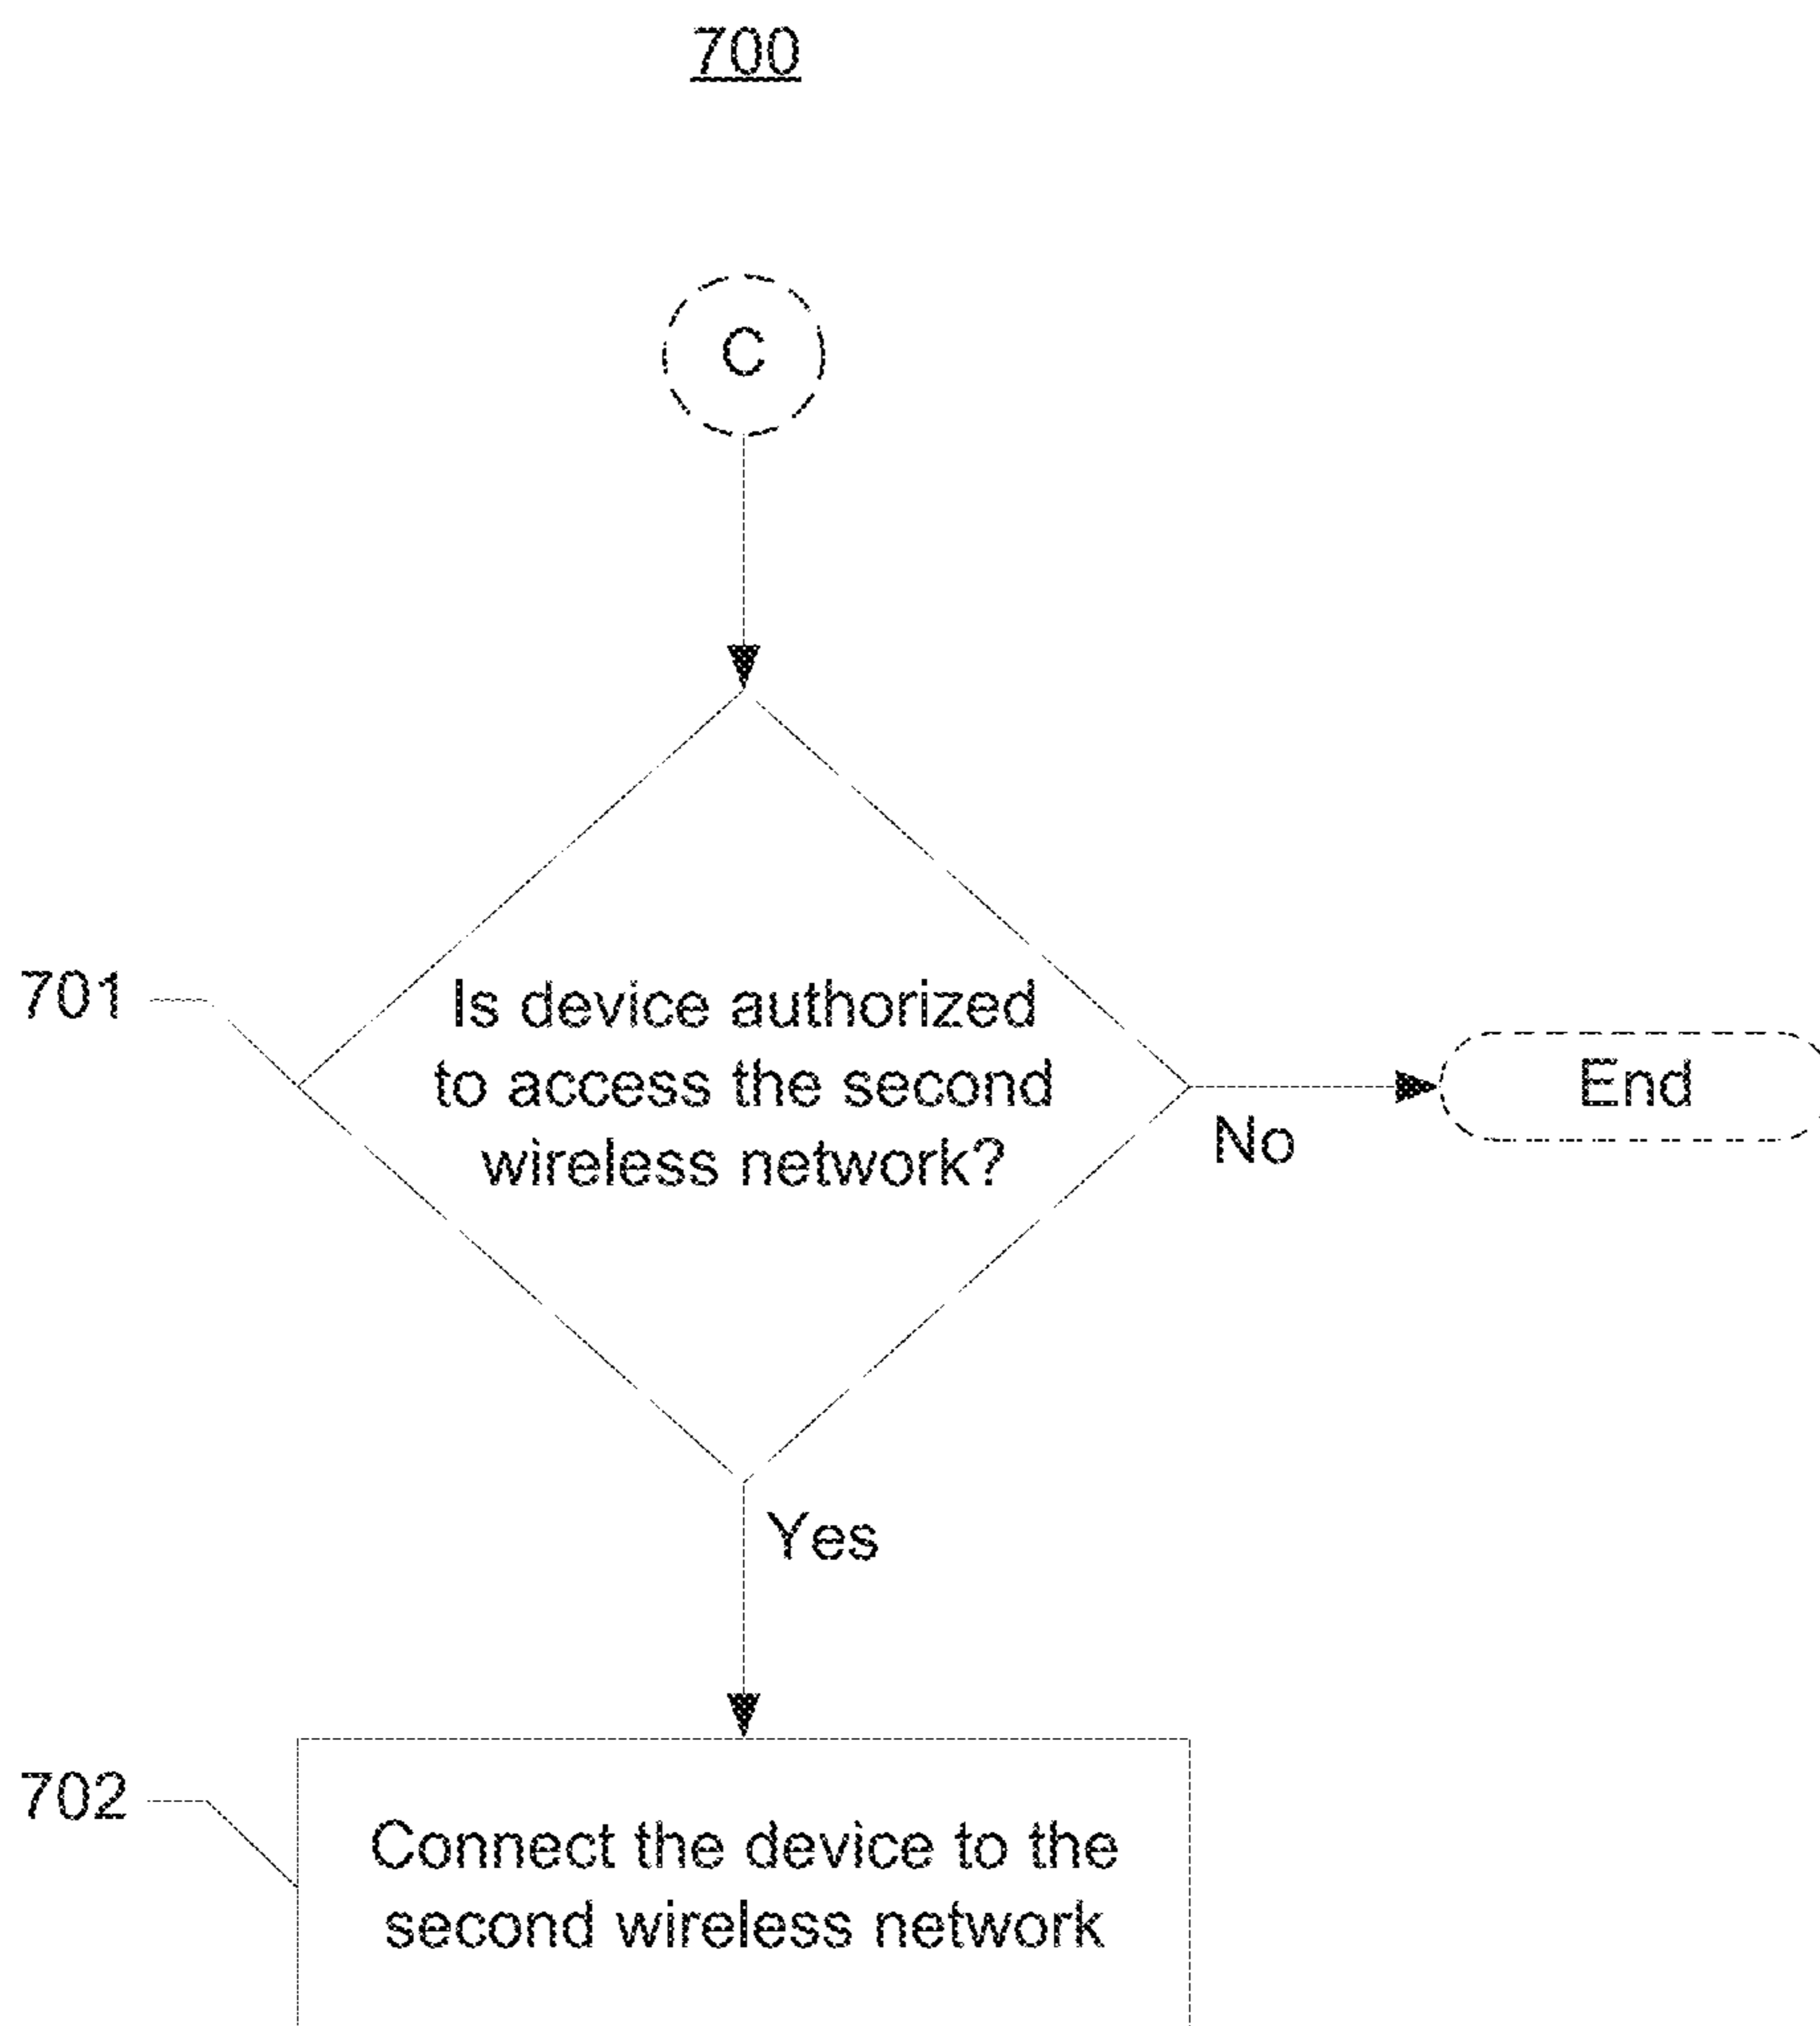 700
C
701
Is device authorized
to access the second
wireless network?
No
End
Yes
702
Connect the device to the
second wireless network